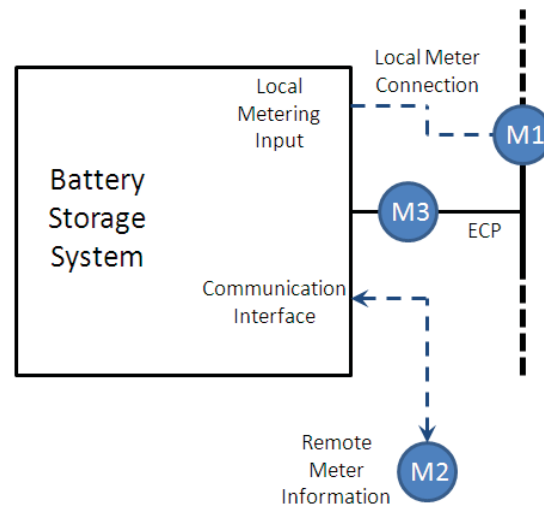 Local Meter
Connection
Local
Metering
Input
M1
Battery
Storage
System
M3
ECP
Communication
Interface
Remote
Meter
Information
M2